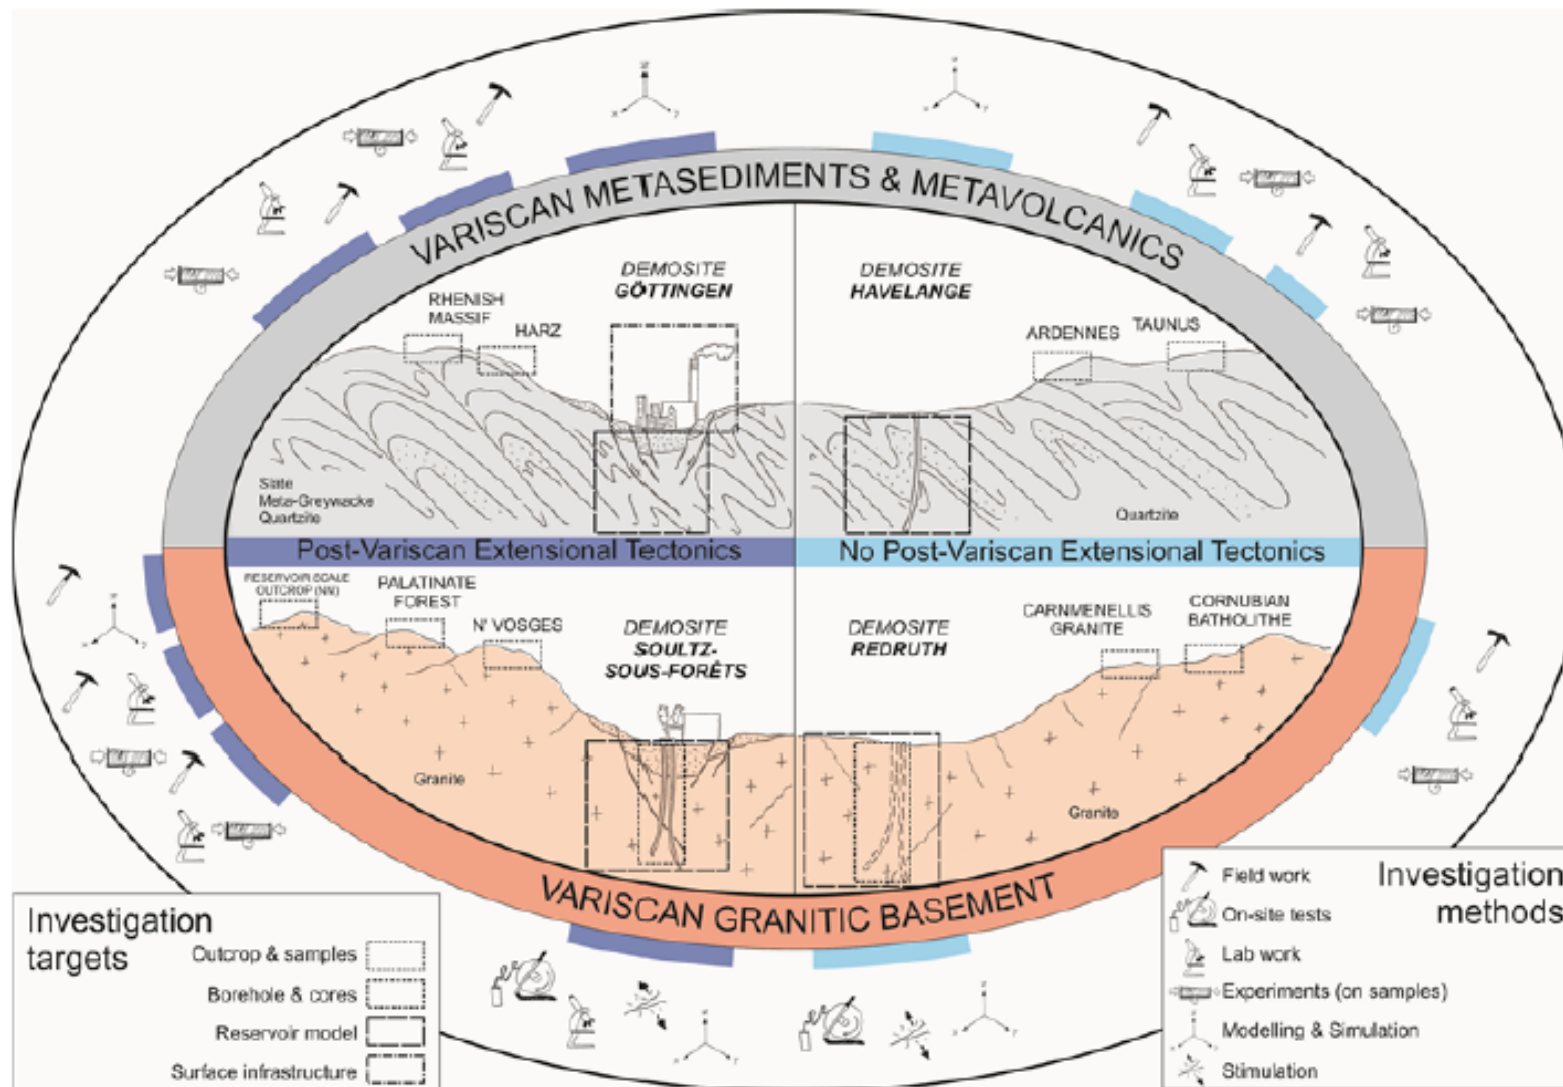 VARISCAN METASEDIMENTS & METAVOLCANICS
DEMOSITE
GÖTTINGEN
DEMOSITE
HAVELANGE
RHENISH
MASSIF
HARZ
ARDENNES
TAUNUS
Slate
Meta-Greywacke
Quartzite
Quartzite
Post-Variscan Extensional Tectonics
No Post-Variscan Extensional Tectonics
RESERVOIR SCALE
OUTCROP (NN)
PALATINATE
FOREST
N' VOSGES
DEMOSITE
SOULTZ-
SOUS-FORÊTS
DEMOSITE
REDRUTH
CARNMENELLIS
GRANITE
CORNUBIAN
BATHOLITHE
Granite
Granite
VARISCAN GRANITIC BASEMENT
Investigation
targets
Outcrop & samples
Borehole & cores
Reservoir model
Surface infrastructure
Investigation
methods
Field work
On-site tests
Lab work
Experiments (on samples)
Modelling & Simulation
Stimulation